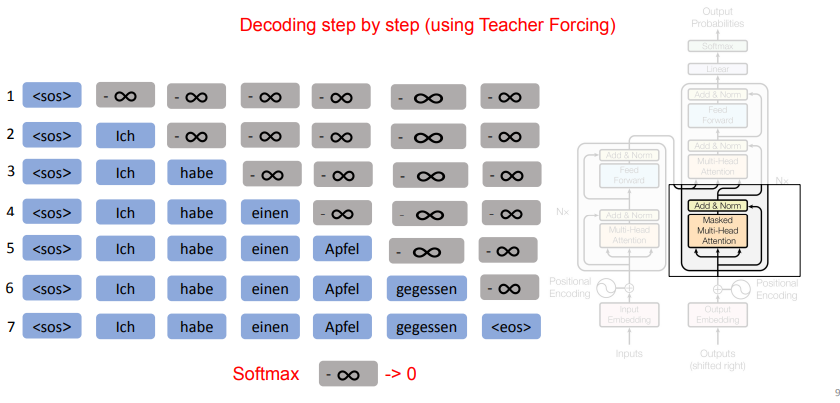 Decoding step by step (using Teacher Forcing)
1 <sos> - ∞ - ∞ - ∞ - ∞ - ∞ - ∞
2 <sos> Ich - ∞ - ∞ - ∞ - ∞ - ∞
3 <sos> Ich habe - ∞ - ∞ - ∞ - ∞
4 <sos> Ich habe einen - ∞ - ∞ - ∞
5 <sos> Ich habe einen Apfel - ∞ - ∞
6 <sos> Ich habe einen Apfel gegessen - ∞
7 <sos> Ich habe einen Apfel gegessen <eos>
Softmax - ∞ -> 0
Output
Probabilities
Softmax
Linear
Add & Norm
Feed
Forward
Add & Norm
Multi-Head
Attention
N×
Add & Norm
Masked
Multi-Head
Attention
Add & Norm
Feed
Forward
N×
Add & Norm
Multi-Head
Attention
Positional
Encoding
Positional
Encoding
Input
Embedding
Output
Embedding
Inputs
Outputs
(shifted right)
9